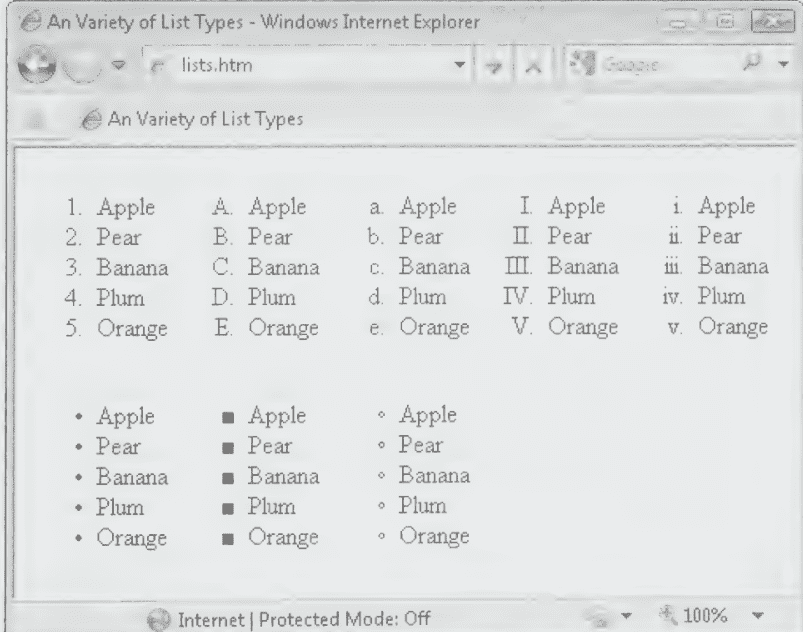 An Variety of List Types - Windows Internet Explorer
lists.htm Google
An Variety of List Types
1. Apple A. Apple a. Apple I. Apple i. Apple
2. Pear B. Pear b. Pear II. Pear ii. Pear
3. Banana C. Banana c. Banana III. Banana iii. Banana
4. Plum D. Plum d. Plum IV. Plum iv. Plum
5. Orange E. Orange e. Orange V. Orange v. Orange
• Apple ■ Apple ◦ Apple
• Pear ■ Pear ◦ Pear
• Banana ■ Banana ◦ Banana
• Plum ■ Plum ◦ Plum
• Orange ■ Orange ◦ Orange
Internet | Protected Mode: Off 100%